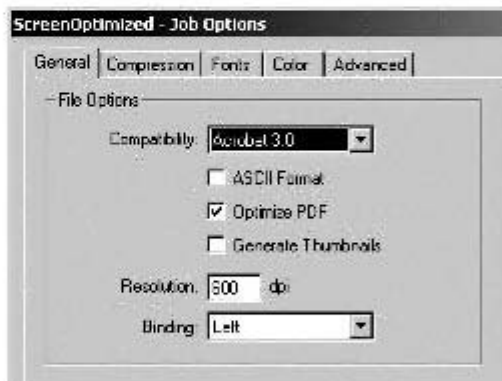 ScreenOptimized - Job Options
General Compression Fonts Color Advanced
File Options
Compatibility: Acrobat 3.0
ASCII Format
Optimize PDF
Generate Thumbnails
Resolution: 600 dpi
Binding: Left